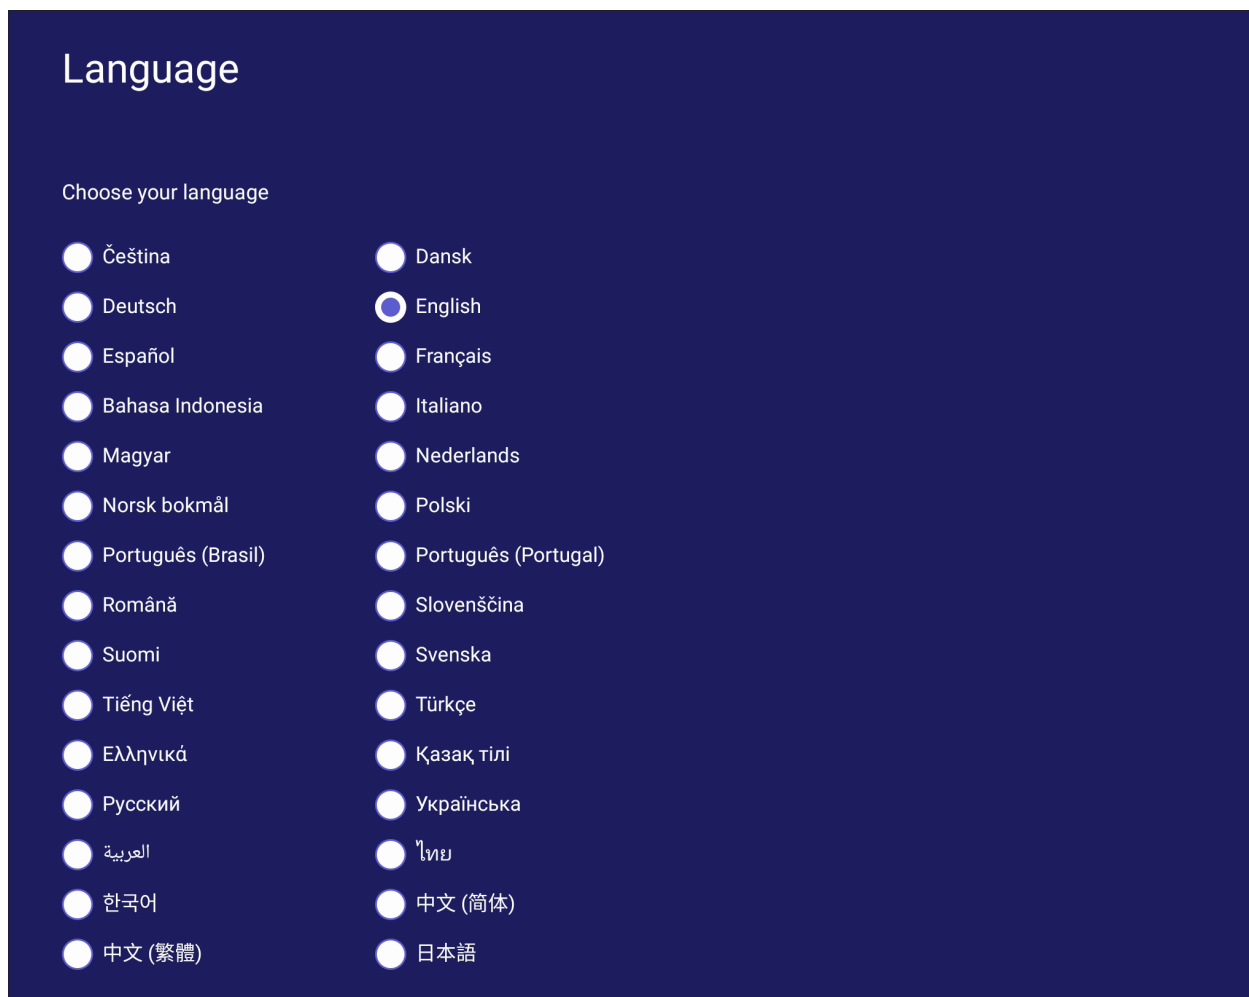 Language
Choose your language
Čeština
Dansk
Deutsch
English
Español
Français
Bahasa Indonesia
Italiano
Magyar
Nederlands
Norsk bokmål
Polski
Português (Brasil)
Português (Portugal)
Română
Slovenščina
Suomi
Svenska
Tiếng Việt
Türkçe
Ελληνικά
Қазақ тілі
Русский
Українська
العربية
ไทย
한국어
中文 (简体)
中文 (繁體)
日本語